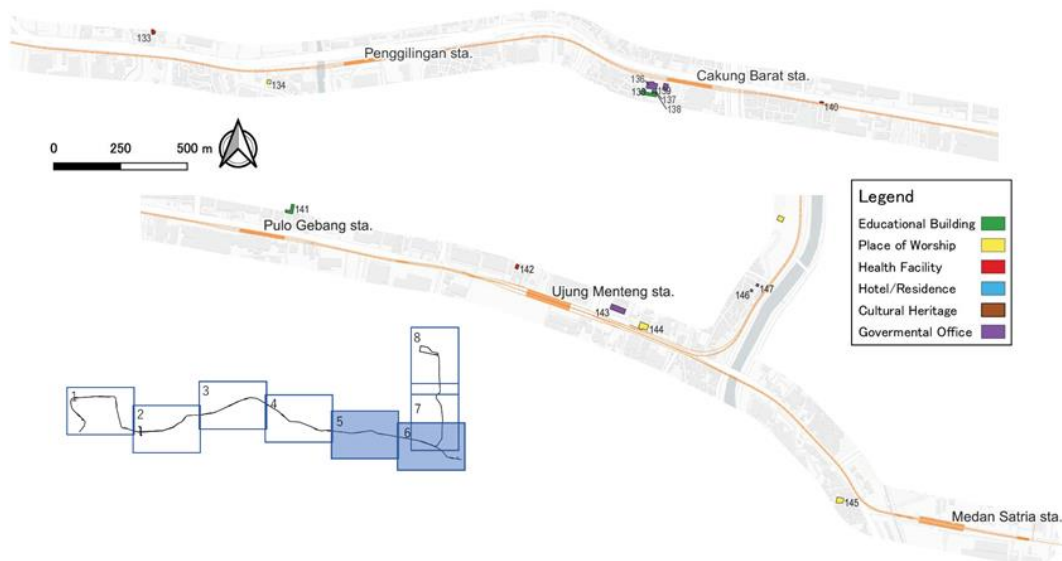 133
Penggilingan sta.
134
Cakung Barat sta.
136
139
137
138
140
0 250 500 m
141
Pulo Gebang sta.
142
Ujung Menteng sta.
143
144
146
147
145
Medan Satria sta.
Legend
Educational Building
Place of Worship
Health Facility
Hotel/Residence
Cultural Heritage
Govermental Office
1
2
3
4
5
6
7
8